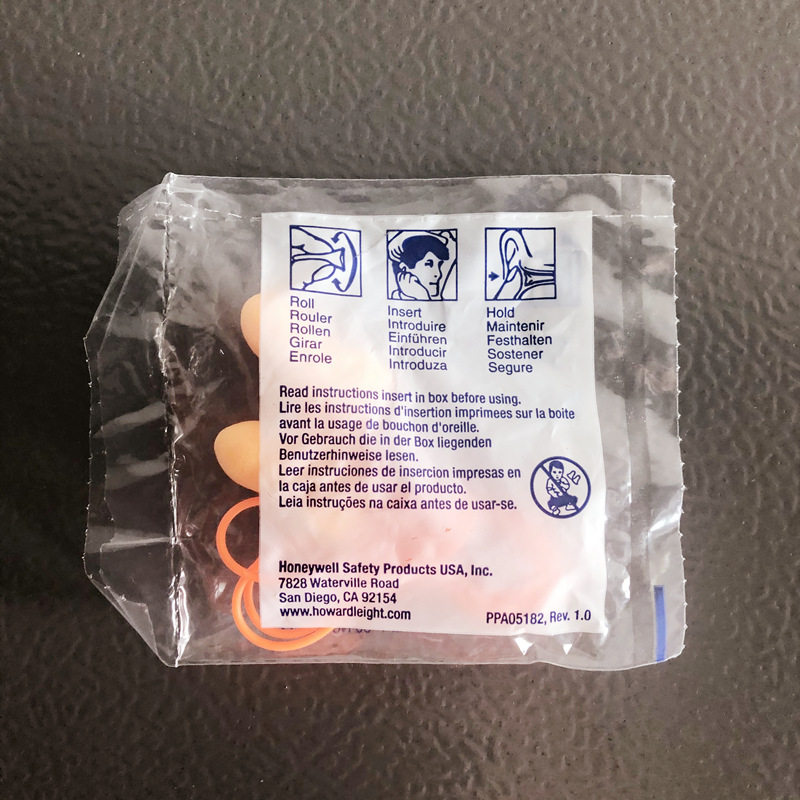 Roll
Rouler
Rollen
Girar
Enrole
Insert
Introduire
Einführen
Introducir
Introduza
Hold
Maintenir
Festhalten
Sostener
Segure
Read instructions insert in box before using.
Lire les instructions d'insertion imprimees sur la boite
avant la usage de bouchon d'oreille.
Vor Gebrauch die in der Box liegenden
Benutzerhinweise lesen.
Leer instruciones de insercion impresas en
la caja antes de usar el producto.
Leia instruções na caixa antes de usar-se.
Honeywell Safety Products USA, Inc.
7828 Waterville Road
San Diego, CA 92154
www.howardleight.com
PPA05182, Rev. 1.0